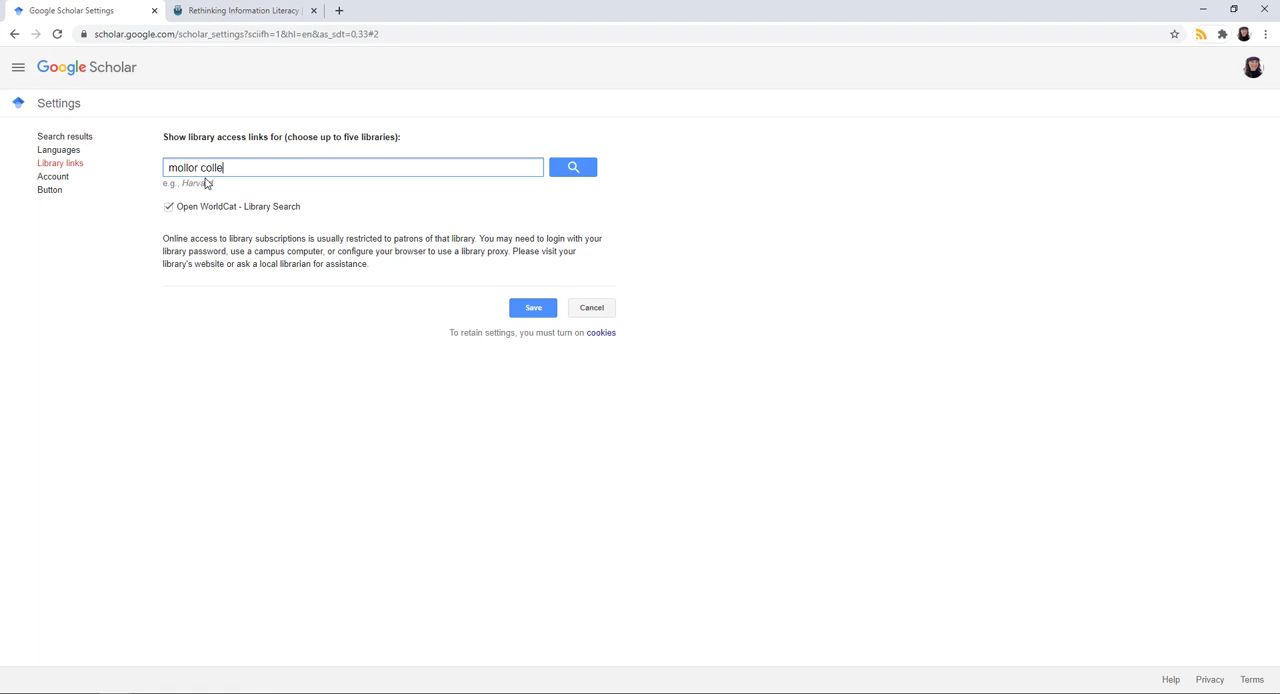 Google Scholar Settings
Rethinking Information Literacy
scholar.google.com/scholar_settings?sciifh=1&hl=en&as_sdt=0,33#2
Google Scholar
Settings
Search results
Languages
Library links
Account
Button
Show library access links for (choose up to five libraries):
mollor colle
e.g., Harvard
Open WorldCat - Library Search
Online access to library subscriptions is usually restricted to patrons of that library. You may need to login with your
library password, use a campus computer, or configure your browser to use a library proxy. Please visit your
library's website or ask a local librarian for assistance.
Save
Cancel
To retain settings, you must turn on cookies
Help
Privacy
Terms